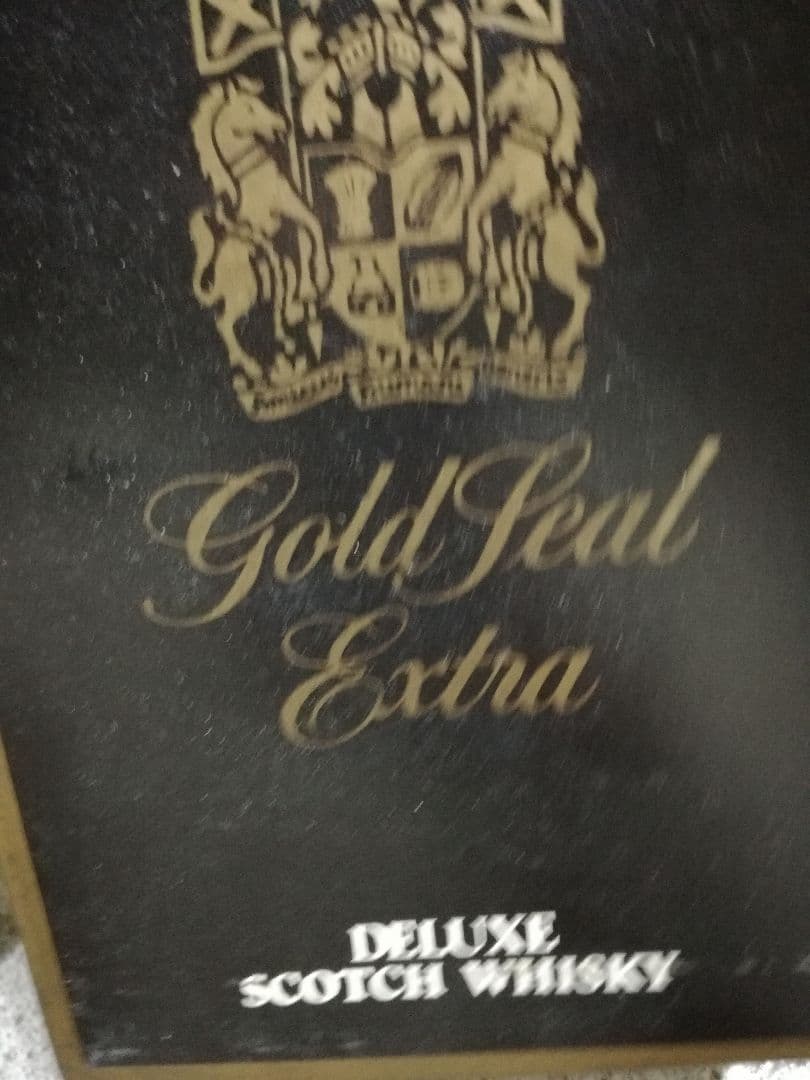 Gold Seal
Extra
DELUXE
SCOTCH WHISKY